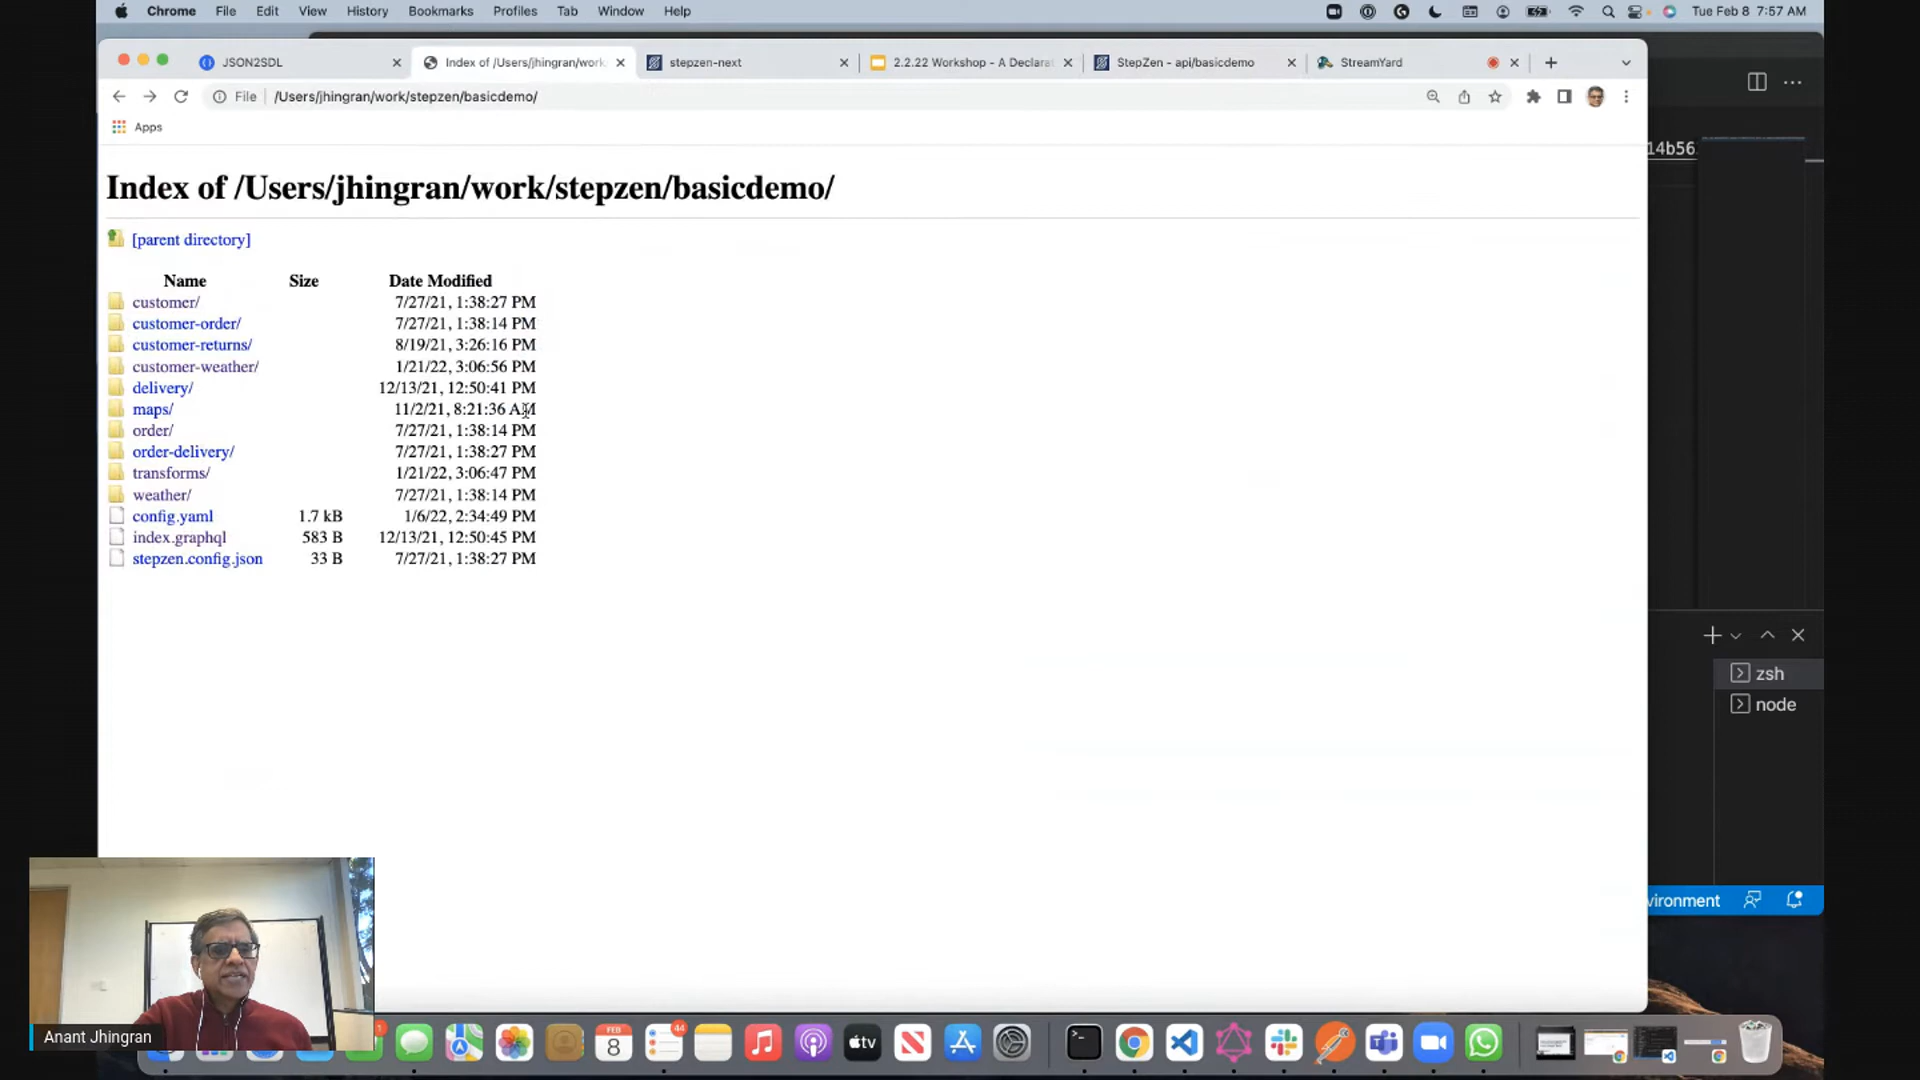 Chrome File Edit View History Bookmarks Profiles Tab Window Help Tue Feb 8 7:57 AM
JSON2SDL Index of /Users/jhingran/work stepzen-next 2.2.22 Workshop - A Declarat StepZen - api/basicdemo StreamYard
File /Users/jhingran/work/stepzen/basicdemo/
Apps
14b56
Index of /Users/jhingran/work/stepzen/basicdemo/
[parent directory]
Name Size Date Modified
customer/ 7/27/21, 1:38:27 PM
customer-order/ 7/27/21, 1:38:14 PM
customer-returns/ 8/19/21, 3:26:16 PM
customer-weather/ 1/21/22, 3:06:56 PM
delivery/ 12/13/21, 12:50:41 PM
maps/ 11/2/21, 8:21:36 AM
order/ 7/27/21, 1:38:14 PM
order-delivery/ 7/27/21, 1:38:27 PM
transforms/ 1/21/22, 3:06:47 PM
weather/ 7/27/21, 1:38:14 PM
config.yaml 1.7 kB 1/6/22, 2:34:49 PM
index.graphql 583 B 12/13/21, 12:50:45 PM
stepzen.config.json 33 B 7/27/21, 1:38:27 PM
zsh
node
vironment
Anant Jhingran
1
FEB
8
44
tv